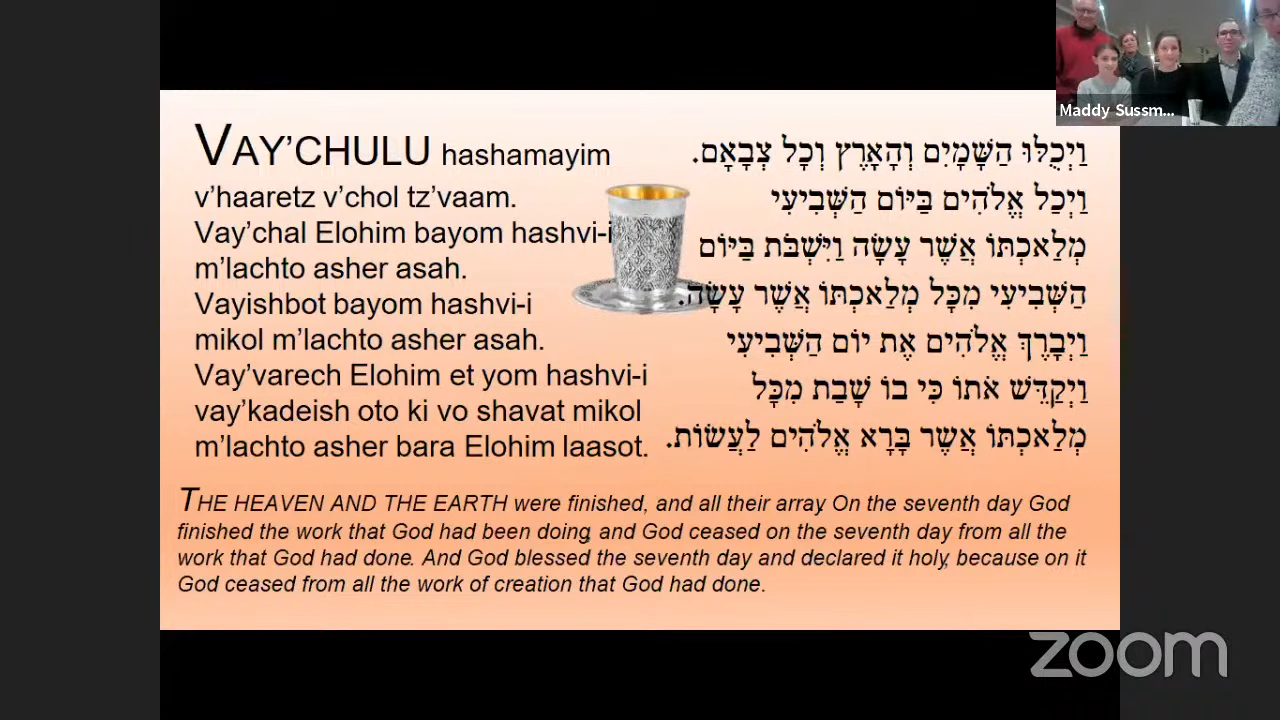 VAY’CHULU hashamayim
v’haaretz v’chol tz’vaam.
Vay’chal Elohim bayom hashvi-i
m’lachto asher asah.
Vayishbot bayom hashvi-i
mikol m’lachto asher asah.
Vay’varech Elohim et yom hashvi-i
vay’kadeish oto ki vo shavat mikol
m’lachto asher bara Elohim laasot.
וַיְכֻלּוּ הַשָּׁמַיִם וְהָאָרֶץ וְכָל צְבָאָם.
וַיְכַל אֱלֹהִים בַּיּוֹם הַשְּׁבִיעִי
מְלַאכְתּוֹ אֲשֶׁר עָשָׂה וַיִּשְׁבֹּת בַּיּוֹם
הַשְּׁבִיעִי מִכָּל מְלַאכְתּוֹ אֲשֶׁר עָשָׂה.
וַיְבָרֶךְ אֱלֹהִים אֶת יוֹם הַשְּׁבִיעִי
וַיְקַדֵּשׁ אֹתוֹ כִּי בוֹ שָׁבַת מִכָּל
מְלַאכְתּוֹ אֲשֶׁר בָּרָא אֱלֹהִים לַעֲשׂוֹת.
THE HEAVEN AND THE EARTH were finished, and all their array. On the seventh day God
finished the work that God had been doing, and God ceased on the seventh day from all the
work that God had done. And God blessed the seventh day and declared it holy, because on it
God ceased from all the work of creation that God had done.
Maddy Sussm...
zoom